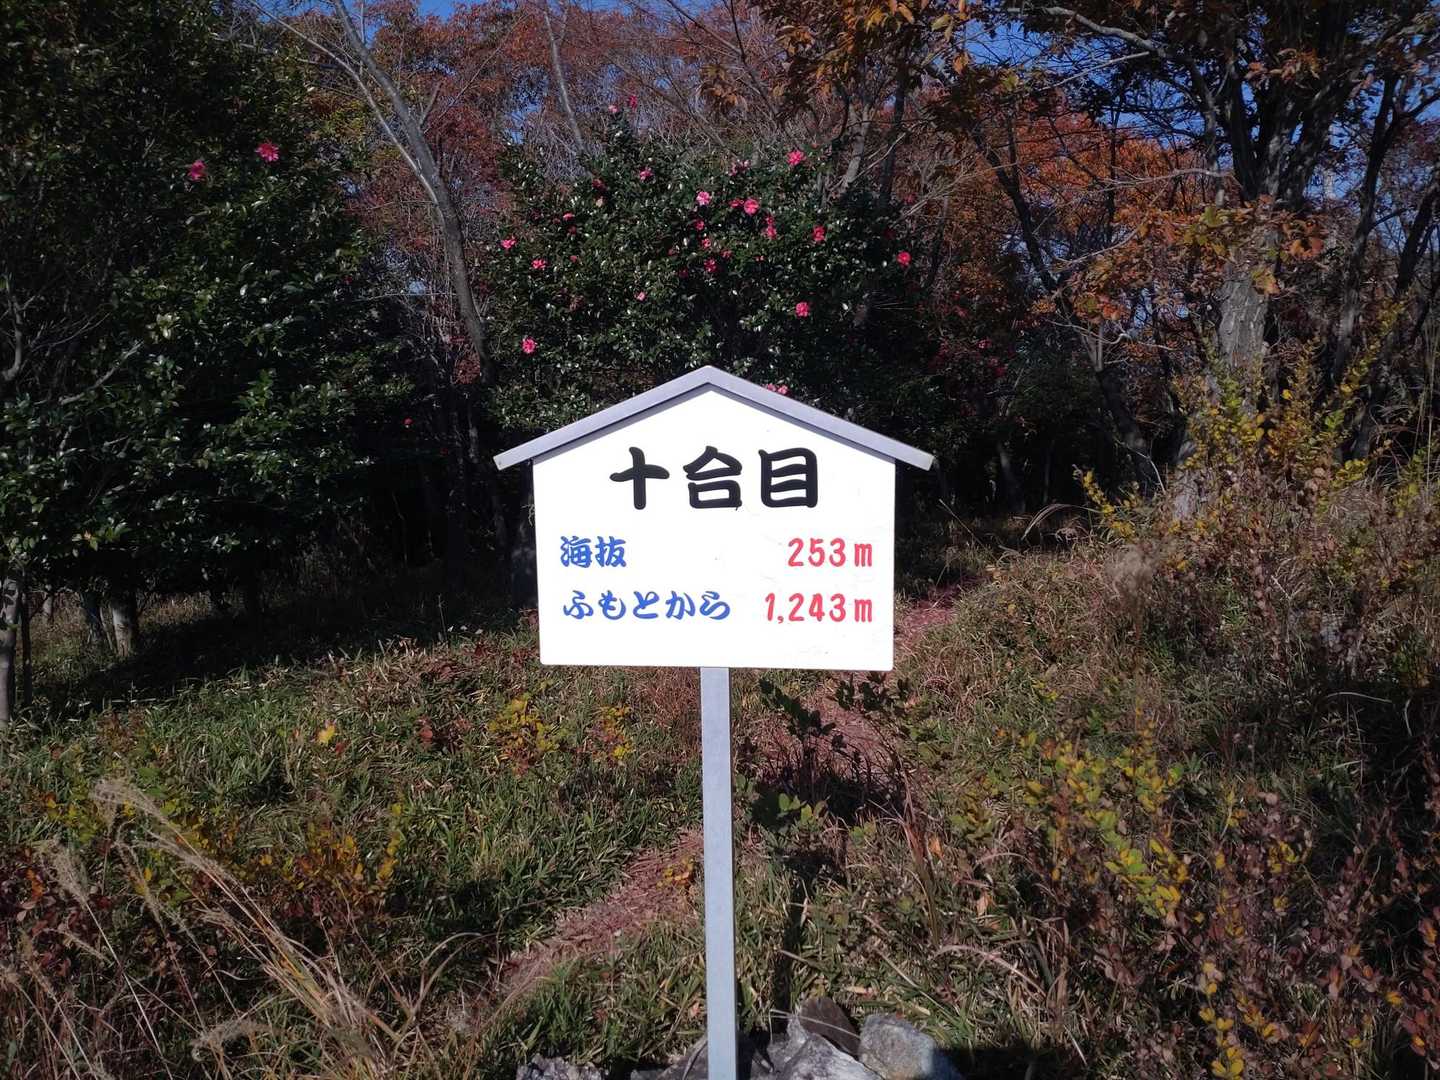 十台目
海抜 253m
ふもとから 1,243m